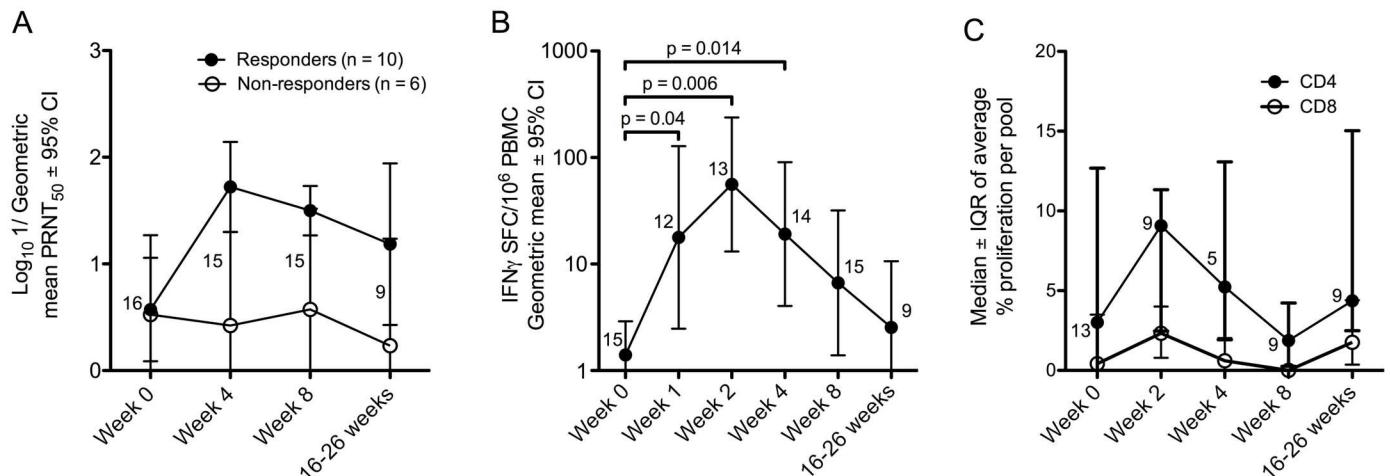 A
Log₁₀ 1/ Geometric
mean PRNT₅₀ ± 95% CI
3
2
1
0
Responders (n = 10)
Non-responders (n = 6)
16
15
15
9
Week 0
Week 4
Week 8
16-26 weeks
B
IFNγ SFC/10⁶ PBMC
Geometric mean ± 95% CI
1000
100
10
1
p = 0.014
p = 0.006
p = 0.04
15
12
13
14
15
9
Week 0
Week 1
Week 2
Week 4
Week 8
16-26 weeks
C
Median ± IQR of average
% proliferation per pool
20
15
10
5
0
CD4
CD8
13
9
5
9
9
Week 0
Week 2
Week 4
Week 8
16-26 weeks